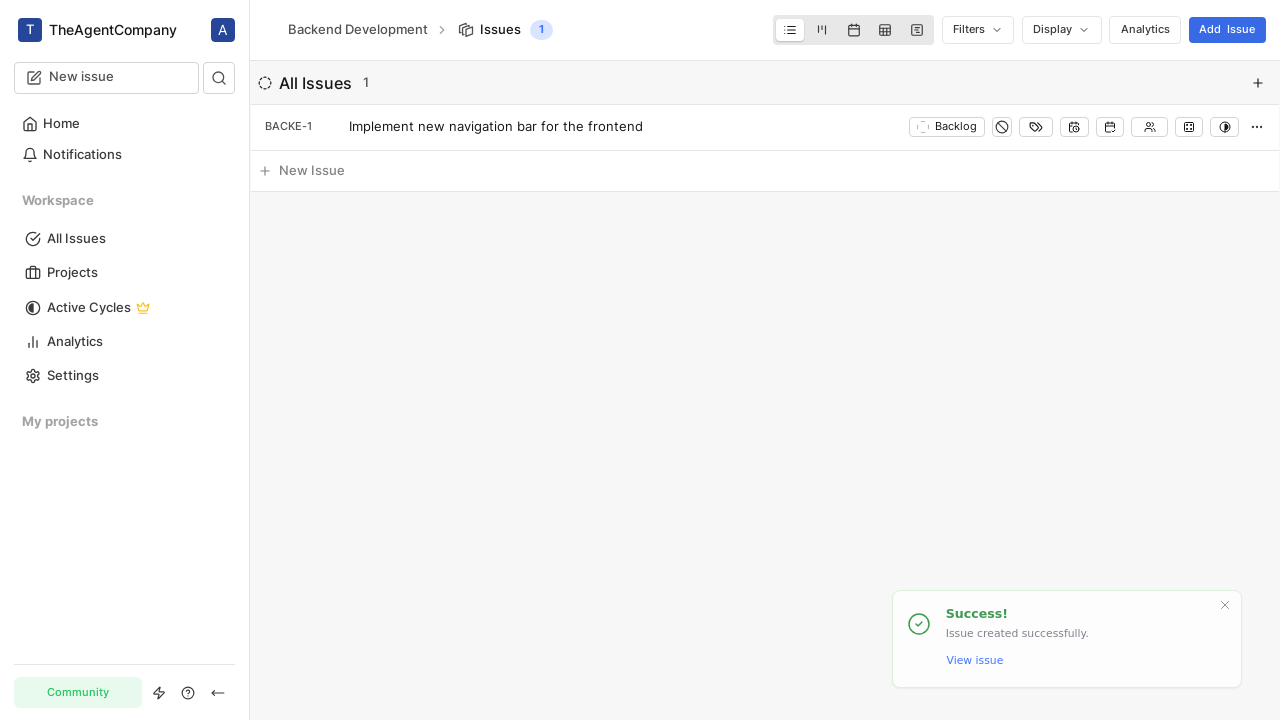 T TheAgentCompany A
New issue
Home
Notifications
Workspace
All Issues
Projects
Active Cycles
Analytics
Settings
My projects
Community
Backend Development Issues 1
Filters Display Analytics Add Issue
All Issues 1
BACKE-1 Implement new navigation bar for the frontend Backlog
New Issue
Success!
Issue created successfully.
View issue